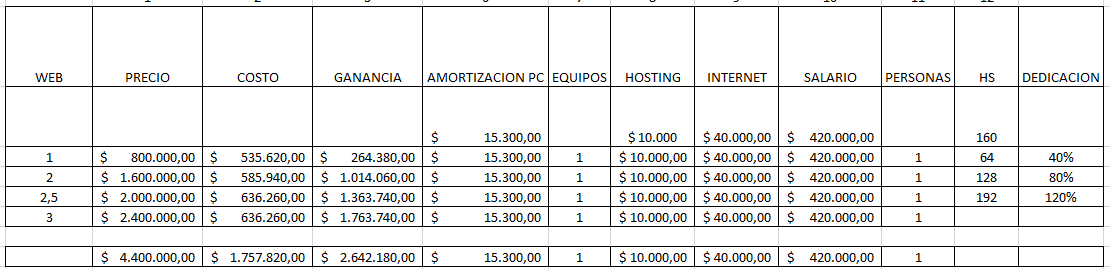 WEB PRECIO COSTO GANANCIA AMORTIZACION PC EQUIPOS HOSTING INTERNET SALARIO PERSONAS HS DEDICACION
$ 15.300,00 $ 10.000 $ 40.000,00 $ 420.000,00 160
1 $ 800.000,00 $ 535.620,00 $ 264.380,00 $ 15.300,00 1 $ 10.000,00 $ 40.000,00 $ 420.000,00 1 64 40%
2 $ 1.600.000,00 $ 585.940,00 $ 1.014.060,00 $ 15.300,00 1 $ 10.000,00 $ 40.000,00 $ 420.000,00 1 128 80%
2,5 $ 2.000.000,00 $ 636.260,00 $ 1.363.740,00 $ 15.300,00 1 $ 10.000,00 $ 40.000,00 $ 420.000,00 1 192 120%
3 $ 2.400.000,00 $ 636.260,00 $ 1.763.740,00 $ 15.300,00 1 $ 10.000,00 $ 40.000,00 $ 420.000,00 1
$ 4.400.000,00 $ 1.757.820,00 $ 2.642.180,00 $ 15.300,00 1 $ 10.000,00 $ 40.000,00 $ 420.000,00 1